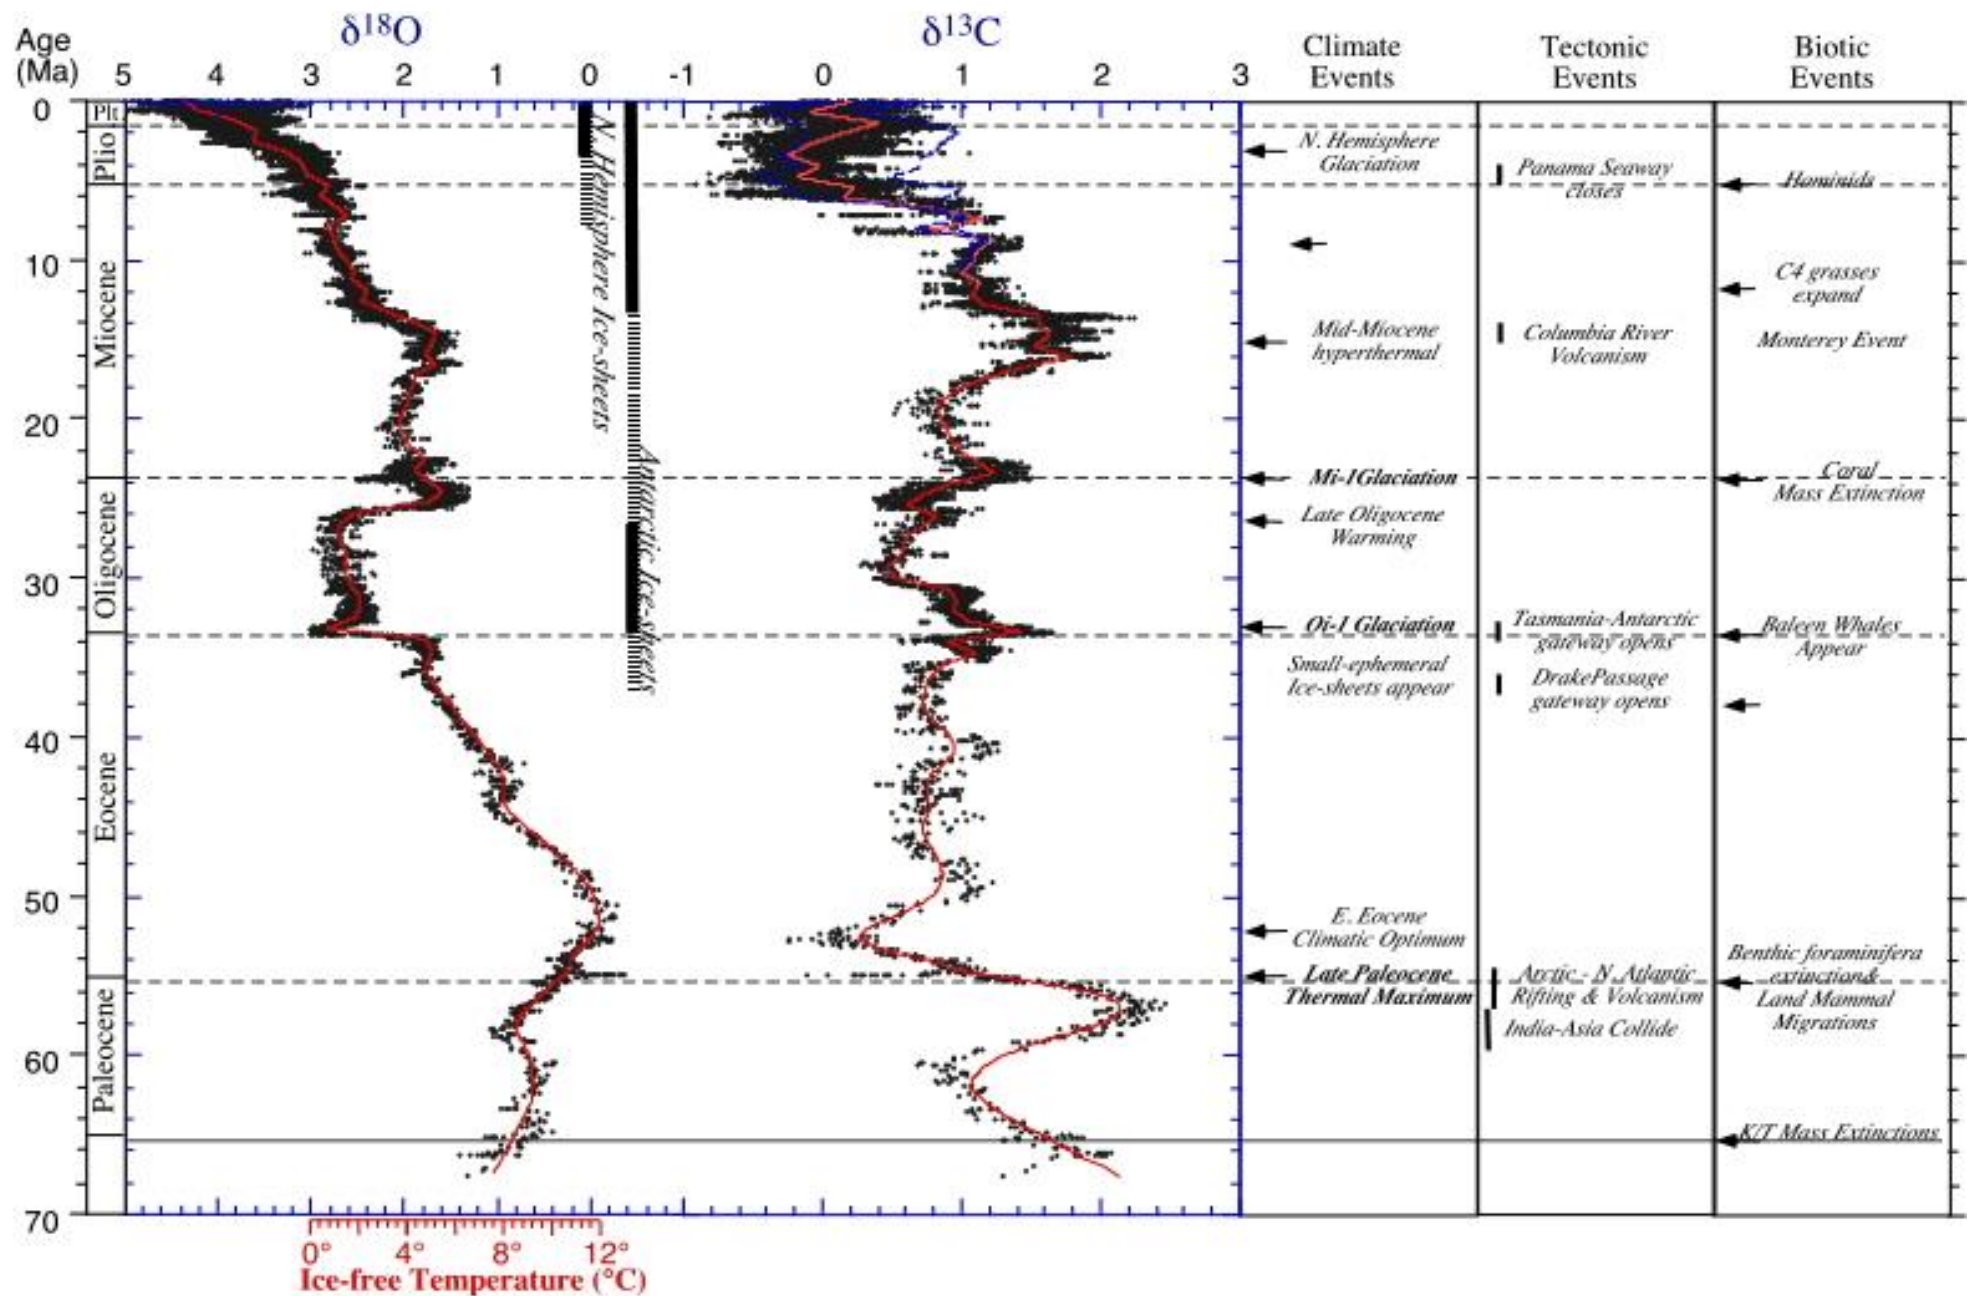 δ18O
δ13C
Age
(Ma)
5 4 3 2 1 0 -1 0 1 2 3
Climate
Events
Tectonic
Events
Biotic
Events
0
10
20
30
40
50
60
70
Plt
Plio
Miocene
Oligocene
Eocene
Paleocene
N. Hemisphere Ice-sheets
Antarctic Ice-sheets
N. Hemisphere
Glaciation
Mid-Miocene
hyperthermal
Mi-1Glaciation
Late Oligocene
Warming
Oi-1 Glaciation
Small-ephemeral
Ice-sheets appear
E. Eocene
Climatic Optimum
Late Paleocene
Thermal Maximum
Panama Seaway
closes
Columbia River
Volcanism
Tasmania-Antarctic
gateway opens
DrakePassage
gateway opens
Arctic - N. Atlantic
Rifting & Volcanism
India-Asia Collide
Hominids
C4 grasses
expand
Monterey Event
Coral
Mass Extinction
Baleen Whales
Appear
Benthic foraminifera
extinction&
Land Mammal
Migrations
K/T Mass Extinctions
0° 4° 8° 12°
Ice-free Temperature (°C)